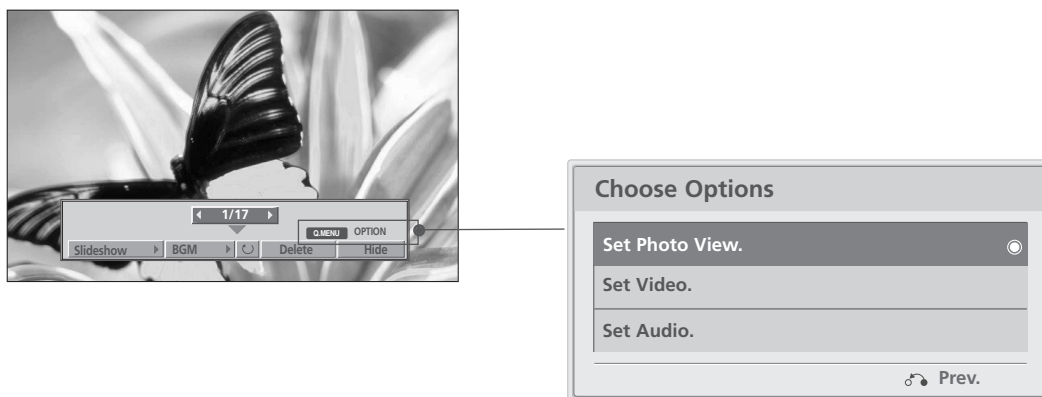 1/17
Q.MENU OPTION
Slideshow BGM Delete Hide
Choose Options
Set Photo View.
Set Video.
Set Audio.
Prev.